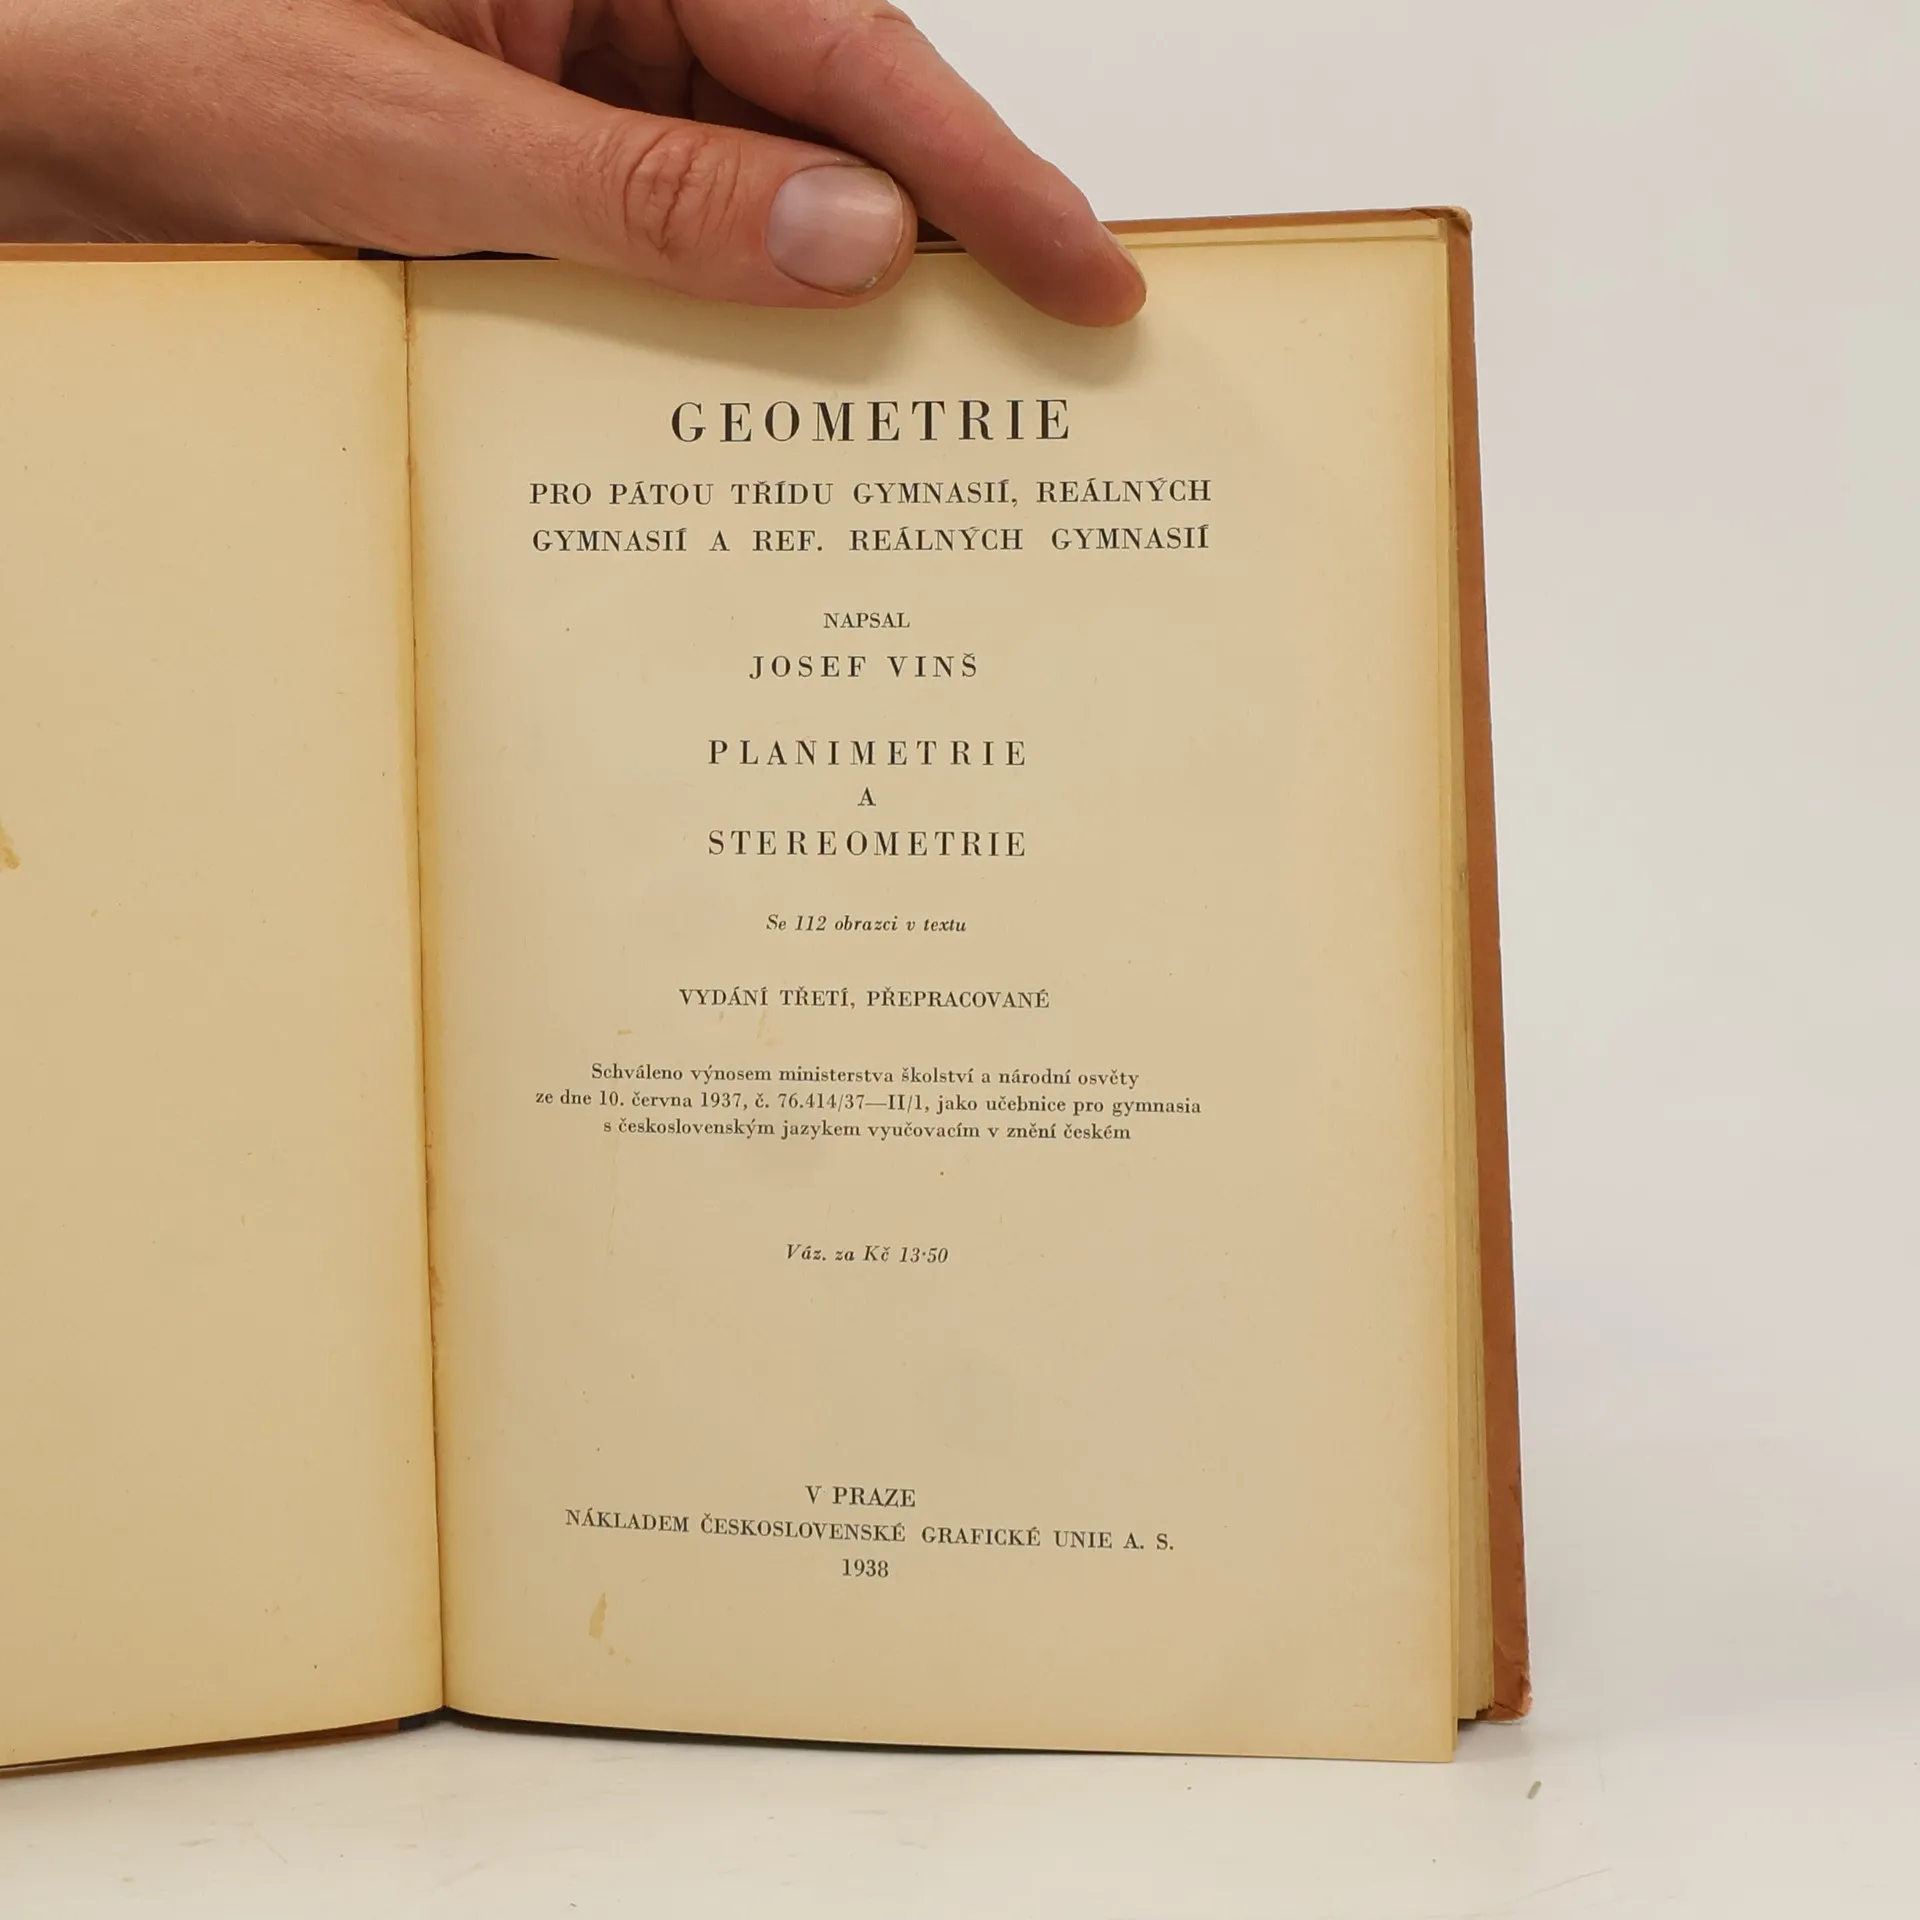 GEOMETRIE
PRO PÁTOU TŘÍDU GYMNASIÍ, REÁLNÝCH
GYMNASIÍ A REF. REÁLNÝCH GYMNASIÍ
NAPSAL
JOSEF VINŠ
PLANIMETRIE
A
STEREOMETRIE
Se 112 obrazci v textu
VYDÁNÍ TŘETÍ, PŘEPRACOVANÉ
Schváleno výnosem ministerstva školství a národní osvěty
ze dne 10. června 1937, č. 76.414/37—II/1, jako učebnice pro gymnasia
s československým jazykem vyučovacím v znění českém
Váz. za Kč 13·50
V PRAZE
NÁKLADEM ČESKOSLOVENSKÉ GRAFICKÉ UNIE A. S.
1938